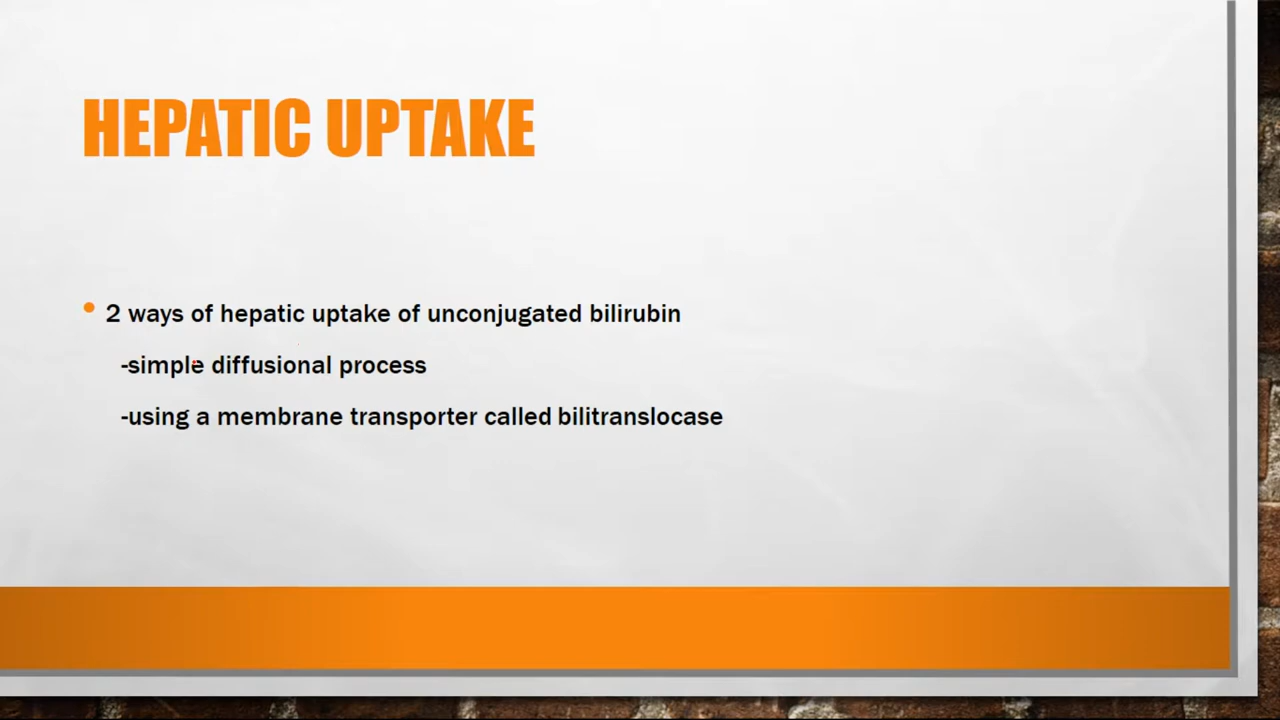 HEPATIC UPTAKE
• 2 ways of hepatic uptake of unconjugated bilirubin
-simple diffusional process
-using a membrane transporter called bilitranslocase